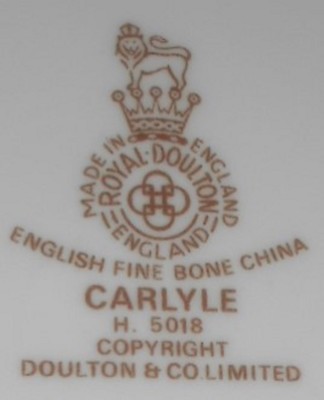 MADE IN ENGLAND
ROYAL·DOULTON
ENGLAND
ENGLISH FINE BONE CHINA
CARLYLE
H. 5018
COPYRIGHT
DOULTON & CO. LIMITED